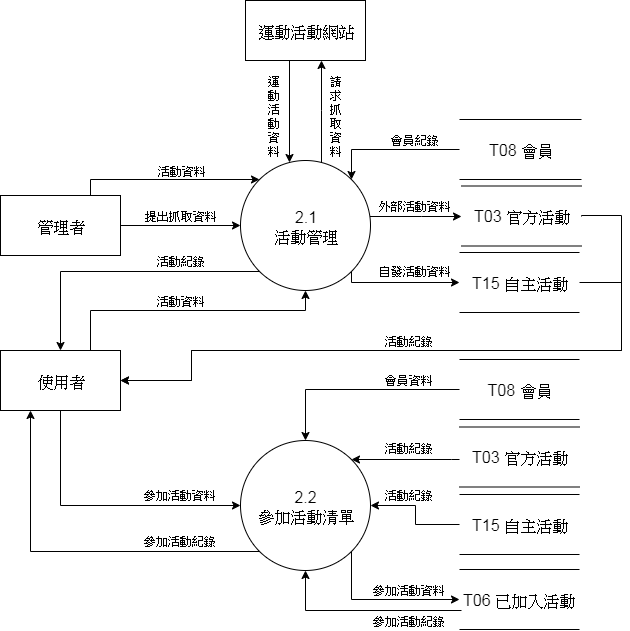 運動活動網站
運動活動資料
請求抓取資料
會員紀錄
T08 會員
活動資料
管理者
提出抓取資料
2.1
活動管理
外部活動資料
T03 官方活動
活動紀錄
自發活動資料
T15 自主活動
活動資料
活動紀錄
使用者
會員資料
T08 會員
活動紀錄
T03 官方活動
參加活動資料
2.2
參加活動清單
活動紀錄
T15 自主活動
參加活動紀錄
參加活動資料
T06 已加入活動
參加活動紀錄